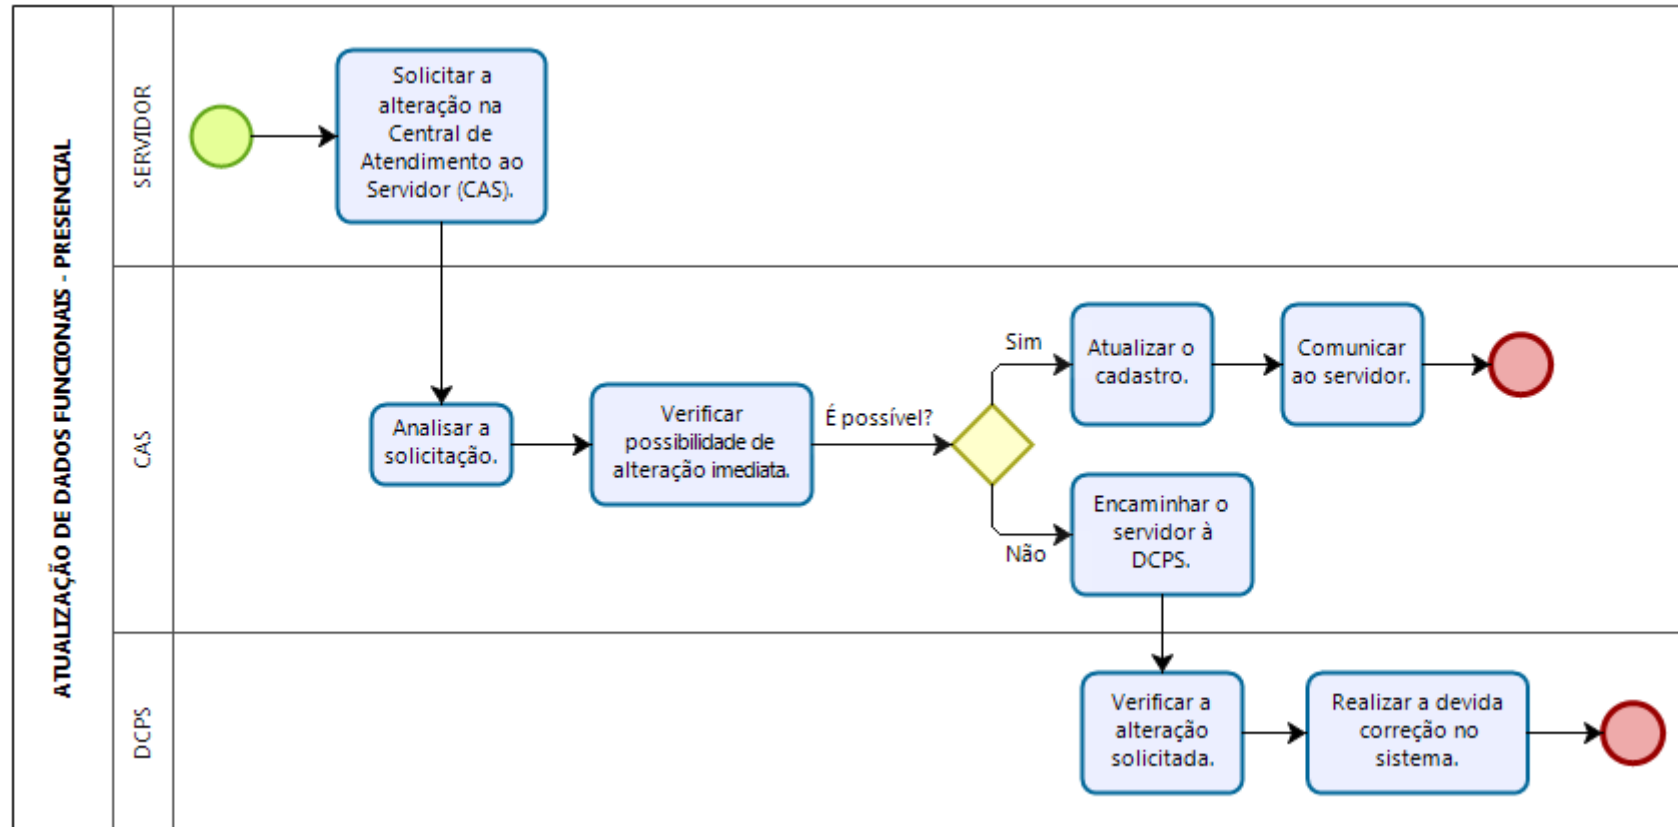 ATUALIZAÇÃO DE DADOS FUNCIONAIS - PRESENCIAL
SERVIDOR
Solicitar a
alteração na
Central de
Atendimento ao
Servidor (CAS).
CAS
Analisar a
solicitação.
Verificar
possibilidade de
alteração imediata.
É possível?
Sim
Atualizar o
cadastro.
Comunicar
ao servidor.
Não
Encaminhar o
servidor à
DCPS.
DCPS
Verificar a
alteração
solicitada.
Realizar a devida
correção no
sistema.